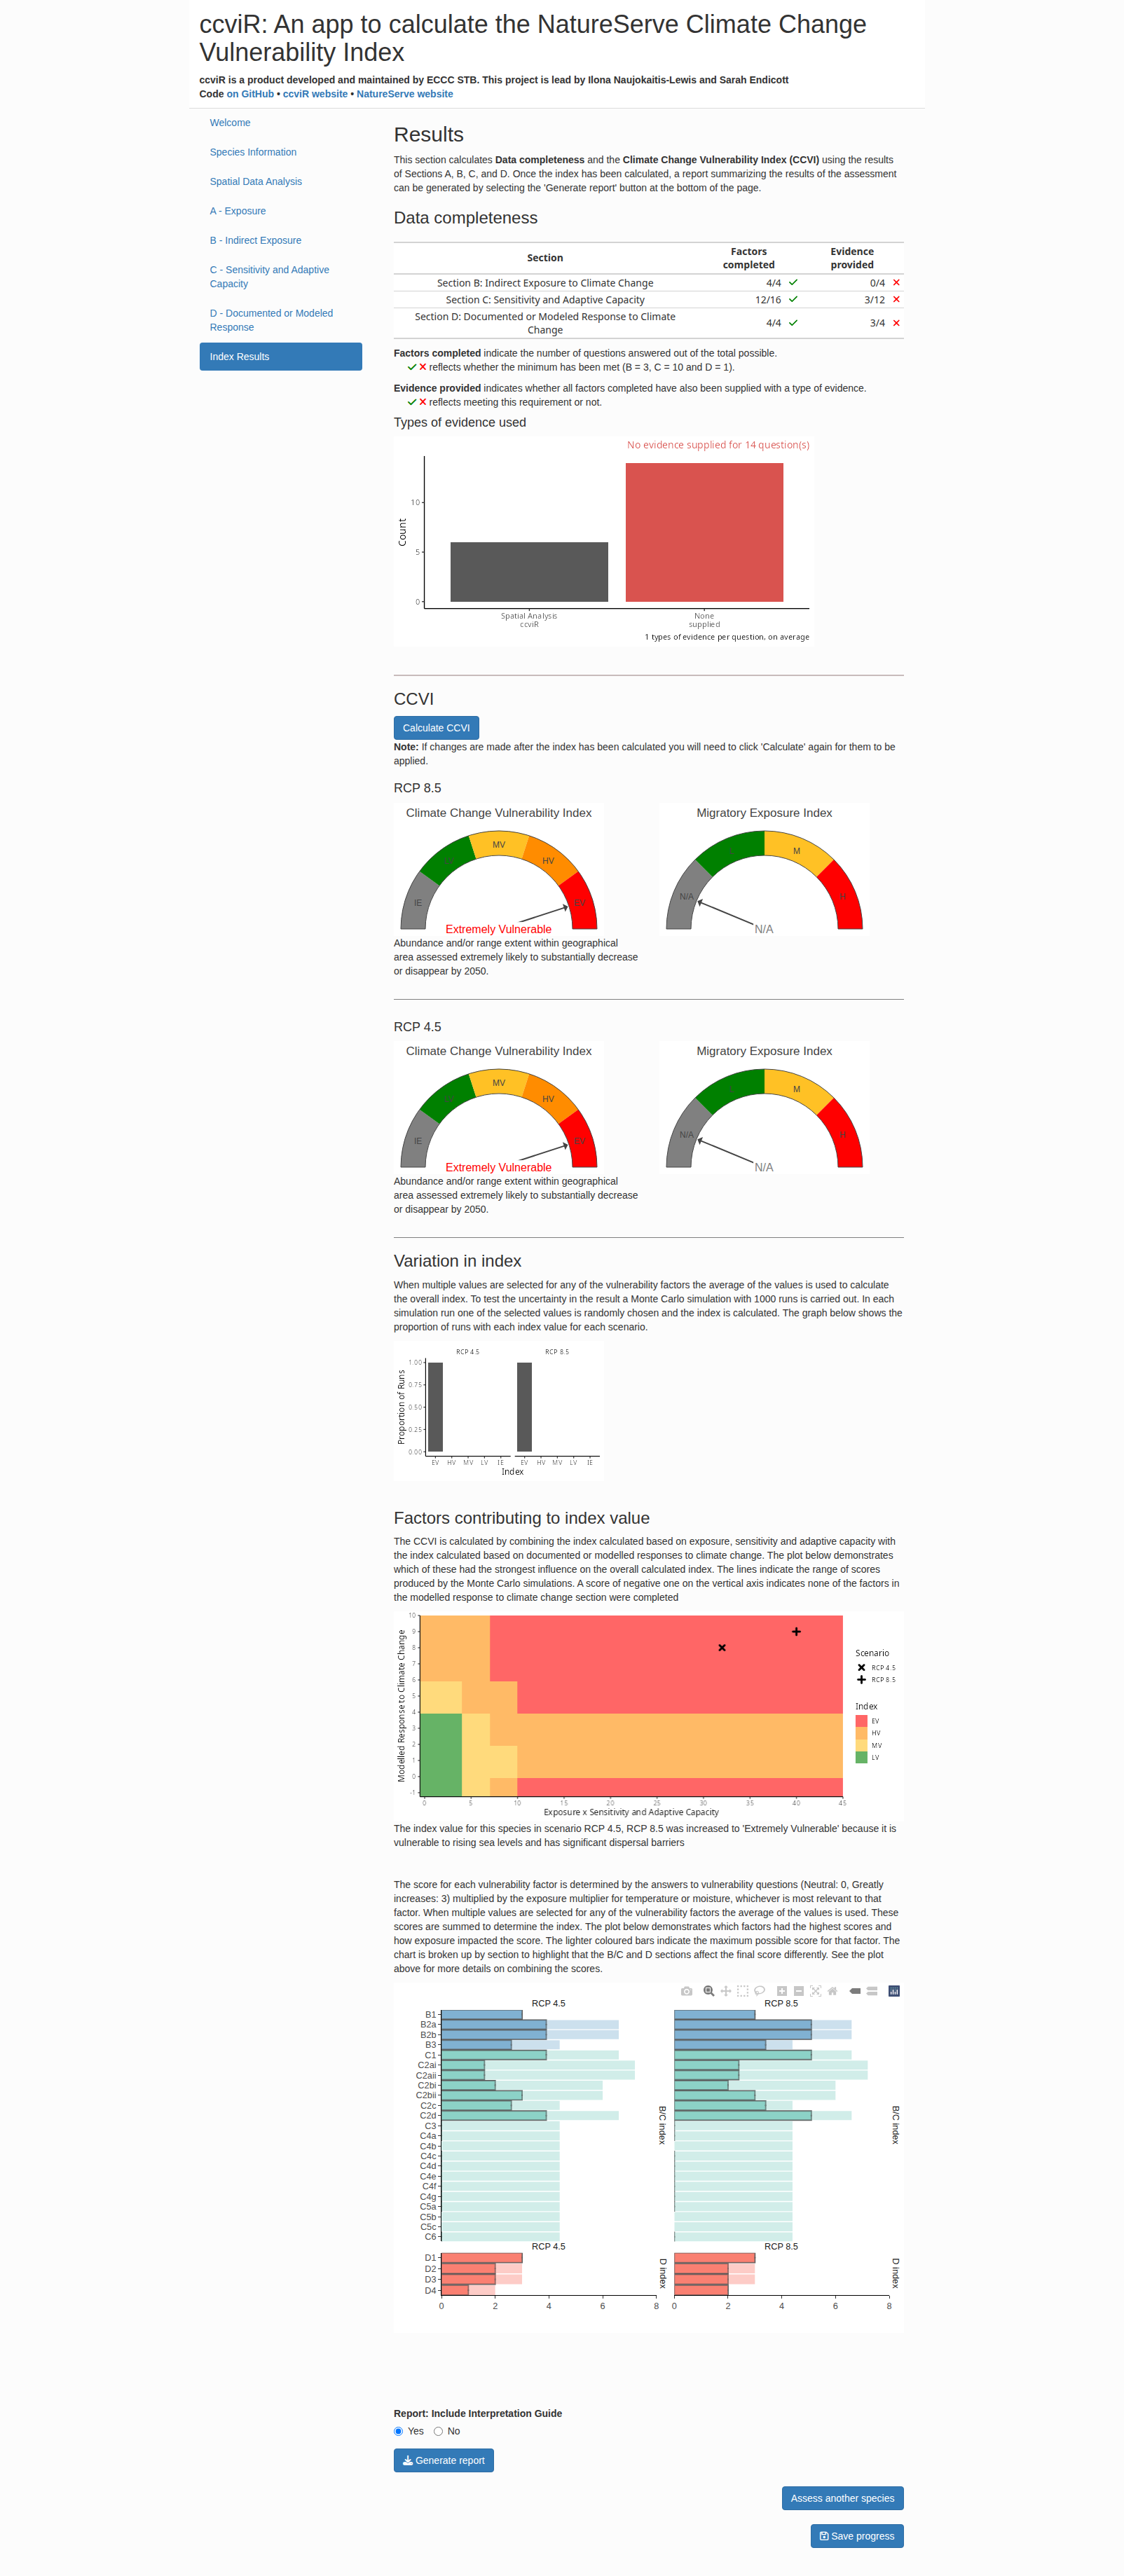 ccviR: An app to calculate the NatureServe Climate Change
Vulnerability Index
ccviR is a product developed and maintained by ECCC STB. This project is lead by Ilona Naujokaitis-Lewis and Sarah Endicott
Code on GitHub • ccviR website • NatureServe website
Welcome
Species Information
Spatial Data Analysis
A - Exposure
B - Indirect Exposure
C - Sensitivity and Adaptive
Capacity
D - Documented or Modeled
Response
Index Results
Results
This section calculates Data completeness and the Climate Change Vulnerability Index (CCVI) using the results
of Sections A, B, C, and D. Once the index has been calculated, a report summarizing the results of the assessment
can be generated by selecting the 'Generate report' button at the bottom of the page.
Data completeness
Section Factors completed Evidence provided
Section B: Indirect Exposure to Climate Change 4/4 0/4
Section C: Sensitivity and Adaptive Capacity 12/16 3/12
Section D: Documented or Modeled Response to Climate
Change 4/4 3/4
Factors completed indicate the number of questions answered out of the total possible.
reflects whether the minimum has been met (B = 3, C = 10 and D = 1).
Evidence provided indicates whether all factors completed have also been supplied with a type of evidence.
reflects meeting this requirement or not.
Types of evidence used
No evidence supplied for 14 question(s)
Count
10
5
0
Spatial Analysis
ccviR
None
supplied
1 types of evidence per question, on average
CCVI
Calculate CCVI
Note: If changes are made after the index has been calculated you will need to click 'Calculate' again for them to be
applied.
RCP 8.5
Climate Change Vulnerability Index
IE MV HV EV
Extremely Vulnerable
Migratory Exposure Index
N/A M H
N/A
Abundance and/or range extent within geographical
area assessed extremely likely to substantially decrease
or disappear by 2050.
RCP 4.5
Climate Change Vulnerability Index
IE MV HV EV
Extremely Vulnerable
Migratory Exposure Index
N/A M H
N/A
Abundance and/or range extent within geographical
area assessed extremely likely to substantially decrease
or disappear by 2050.
Variation in index
When multiple values are selected for any of the vulnerability factors the average of the values is used to calculate
the overall index. To test the uncertainty in the result a Monte Carlo simulation with 1000 runs is carried out. In each
simulation run one of the selected values is randomly chosen and the index is calculated. The graph below shows the
proportion of runs with each index value for each scenario.
RCP 4.5 RCP 8.5
Proportion of Runs
1.00
0.75
0.50
0.25
0.00
EV HV MV LV IE EV HV MV LV IE
Index
Factors contributing to index value
The CCVI is calculated by combining the index calculated based on exposure, sensitivity and adaptive capacity with
the index calculated based on documented or modelled responses to climate change. The plot below demonstrates
which of these had the strongest influence on the overall calculated index. The lines indicate the range of scores
produced by the Monte Carlo simulations. A score of negative one on the vertical axis indicates none of the factors in
the modelled response to climate change section were completed
Modelled Response to Climate Change
10
9
8
7
6
5
4
3
2
1
0
-1
0 5 10 15 20 25 30 35 40 45
Exposure x Sensitivity and Adaptive Capacity
Scenario
RCP 4.5
RCP 8.5
Index
EV
HV
MV
LV
The index value for this species in scenario RCP 4.5, RCP 8.5 was increased to 'Extremely Vulnerable' because it is
vulnerable to rising sea levels and has significant dispersal barriers
The score for each vulnerability factor is determined by the answers to vulnerability questions (Neutral: 0, Greatly
increases: 3) multiplied by the exposure multiplier for temperature or moisture, whichever is most relevant to that
factor. When multiple values are selected for any of the vulnerability factors the average of the values is used. These
scores are summed to determine the index. The plot below demonstrates which factors had the highest scores and
how exposure impacted the score. The lighter coloured bars indicate the maximum possible score for that factor. The
chart is broken up by section to highlight that the B/C and D sections affect the final score differently. See the plot
above for more details on combining the scores.
RCP 4.5 RCP 8.5
B1
B2a
B2b
B3
C1
C2ai
C2aii
C2bi
C2bii
C2c
C2d
C3
C4a
C4b
C4c
C4d
C4e
C4f
C4g
C5a
C5b
C5c
C6
B/C index B/C index
RCP 4.5 RCP 8.5
D1
D2
D3
D4
D index D index
0 2 4 6 8 0 2 4 6 8
Report: Include Interpretation Guide
Yes No
Generate report
Assess another species
Save progress